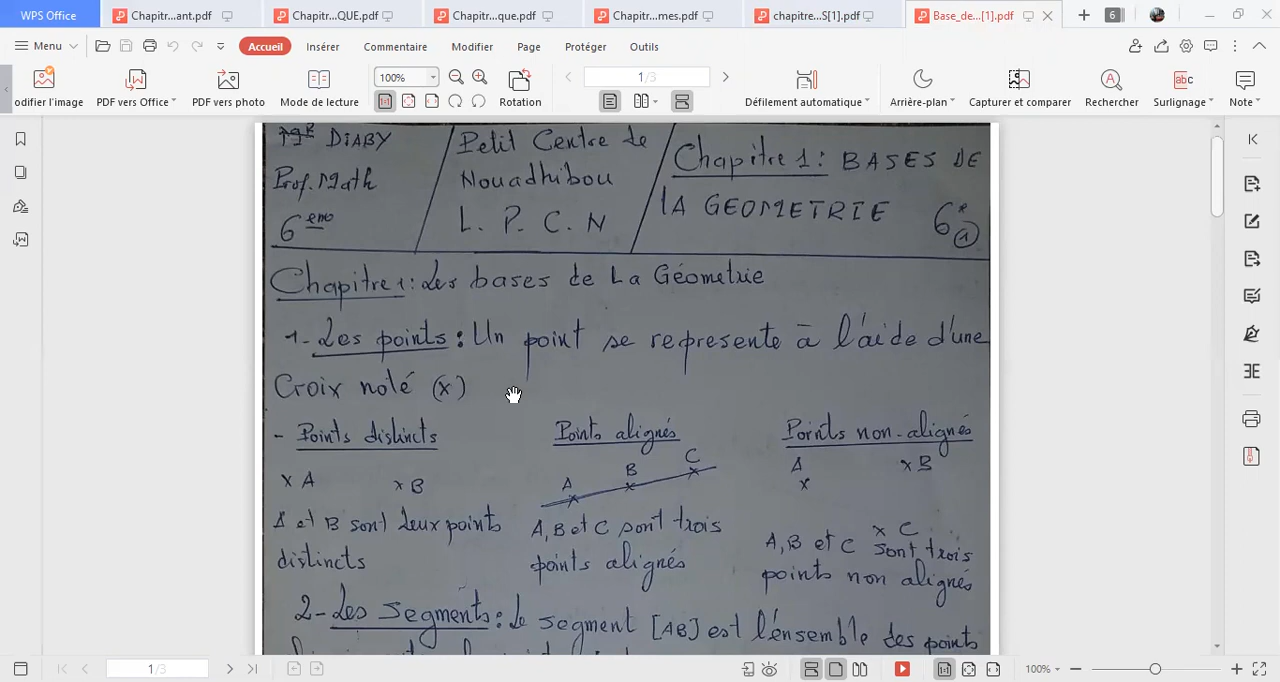 WPS Office
Chapitr...ant.pdf
Chapitr...QUE.pdf
Chapitr...que.pdf
Chapitr...mes.pdf
chapitre...S[1].pdf
Base_de...[1].pdf
6
Menu
Accueil
Insérer
Commentaire
Modifier
Page
Protéger
Outils
odifier l'image
PDF vers Office
PDF vers photo
Mode de lecture
100%
Rotation
1/3
Défilement automatique
Arrière-plan
Capturer et comparer
Rechercher
Surlignage
Note
Mgr DIABY
Prof. Math
6eme
Petit Centre de
Nouadhibou
L. P. C. N
Chapitre 1: BASES DE
LA GEOMETRIE 6* 1
Chapitre 1: Les bases de La Géometrie
1- Les points: Un point se represente à l'aide d'une
Croix noté (x)
- Points distincts
x A x B
A et B sont deux points
distincts
Points alignés
A B C
A, B et C sont trois
points alignés
Points non-alignés
A x B
x
x C
A, B et C sont trois
points non alignés
2- Les segments: Le segment [AB] est l'ensemble des points
1/3
100%